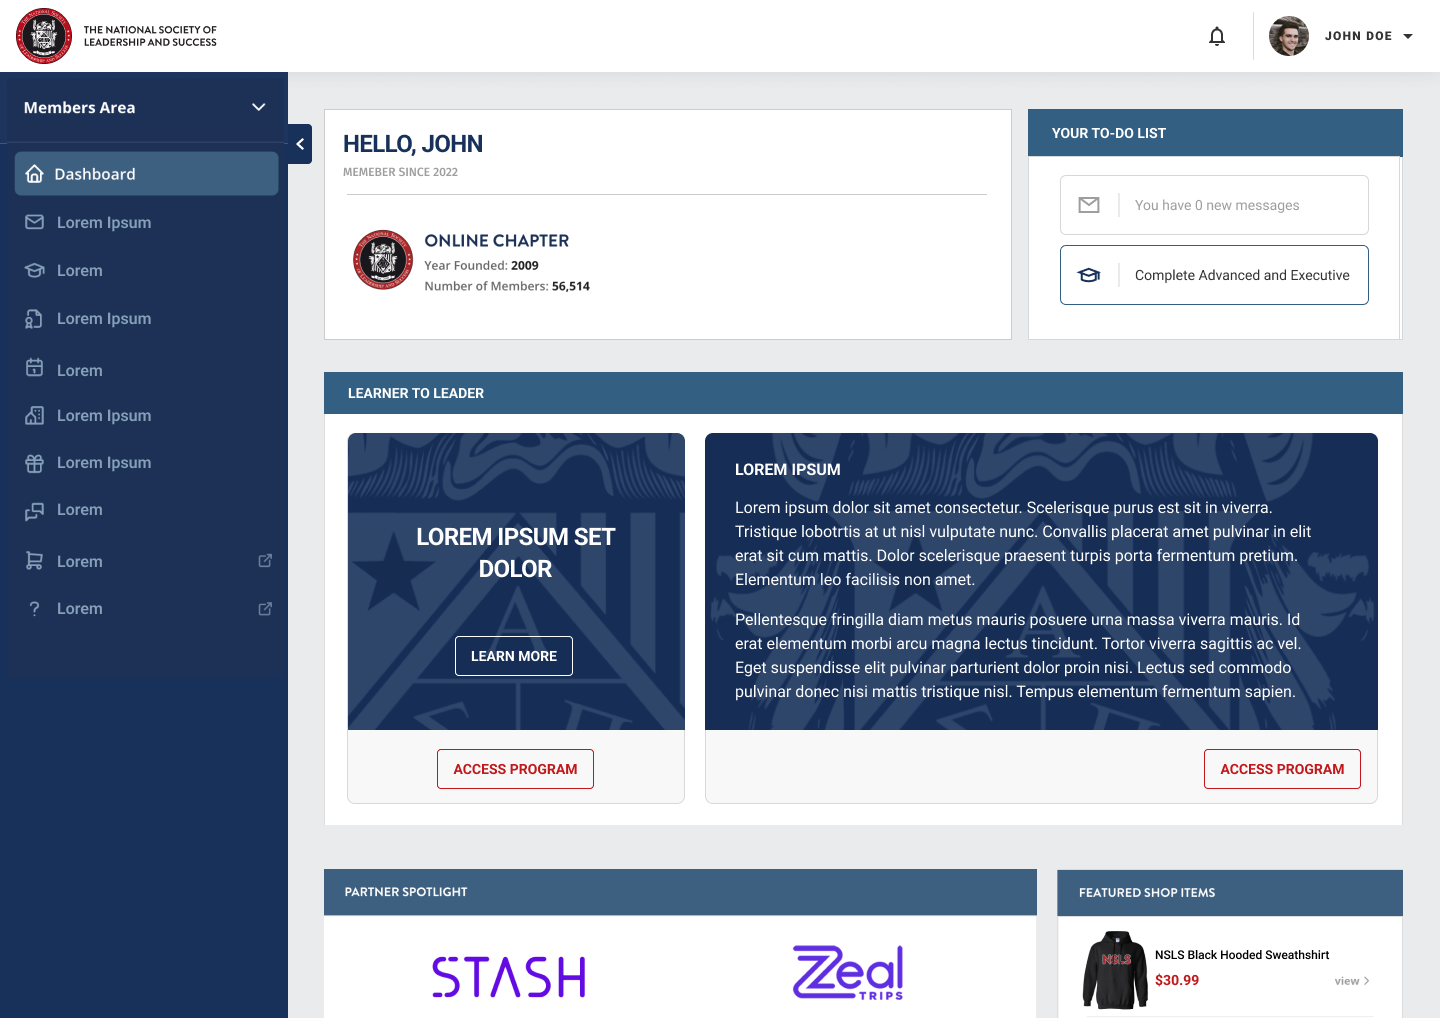 THE NATIONAL SOCIETY OF
LEADERSHIP AND SUCCESS
JOHN DOE
Members Area
Dashboard
Lorem Ipsum
Lorem
Lorem Ipsum
Lorem
Lorem Ipsum
Lorem Ipsum
Lorem
Lorem
Lorem
HELLO, JOHN
MEMEBER SINCE 2022
ONLINE CHAPTER
Year Founded: 2009
Number of Members: 56,514
YOUR TO-DO LIST
You have 0 new messages
Complete Advanced and Executive
LEARNER TO LEADER
LOREM IPSUM SET
DOLOR
LEARN MORE
ACCESS PROGRAM
LOREM IPSUM
Lorem ipsum dolor sit amet consectetur. Scelerisque purus est sit in viverra.
Tristique lobotrtis at ut nisl vulputate nunc. Convallis placerat amet pulvinar in elit
erat sit cum mattis. Dolor scelerisque praesent turpis porta fermentum pretium.
Elementum leo facilisis non amet.
Pellentesque fringilla diam metus mauris posuere urna massa viverra mauris. Id
erat elementum morbi arcu magna lectus tincidunt. Tortor viverra sagittis ac vel.
Eget suspendisse elit pulvinar parturient dolor proin nisi. Lectus sed commodo
pulvinar donec nisi mattis tristique nisl. Tempus elementum fermentum sapien.
ACCESS PROGRAM
PARTNER SPOTLIGHT
STASH
Zeal
TRIPS
FEATURED SHOP ITEMS
NSLS
NSLS Black Hooded Sweathshirt
$30.99
view